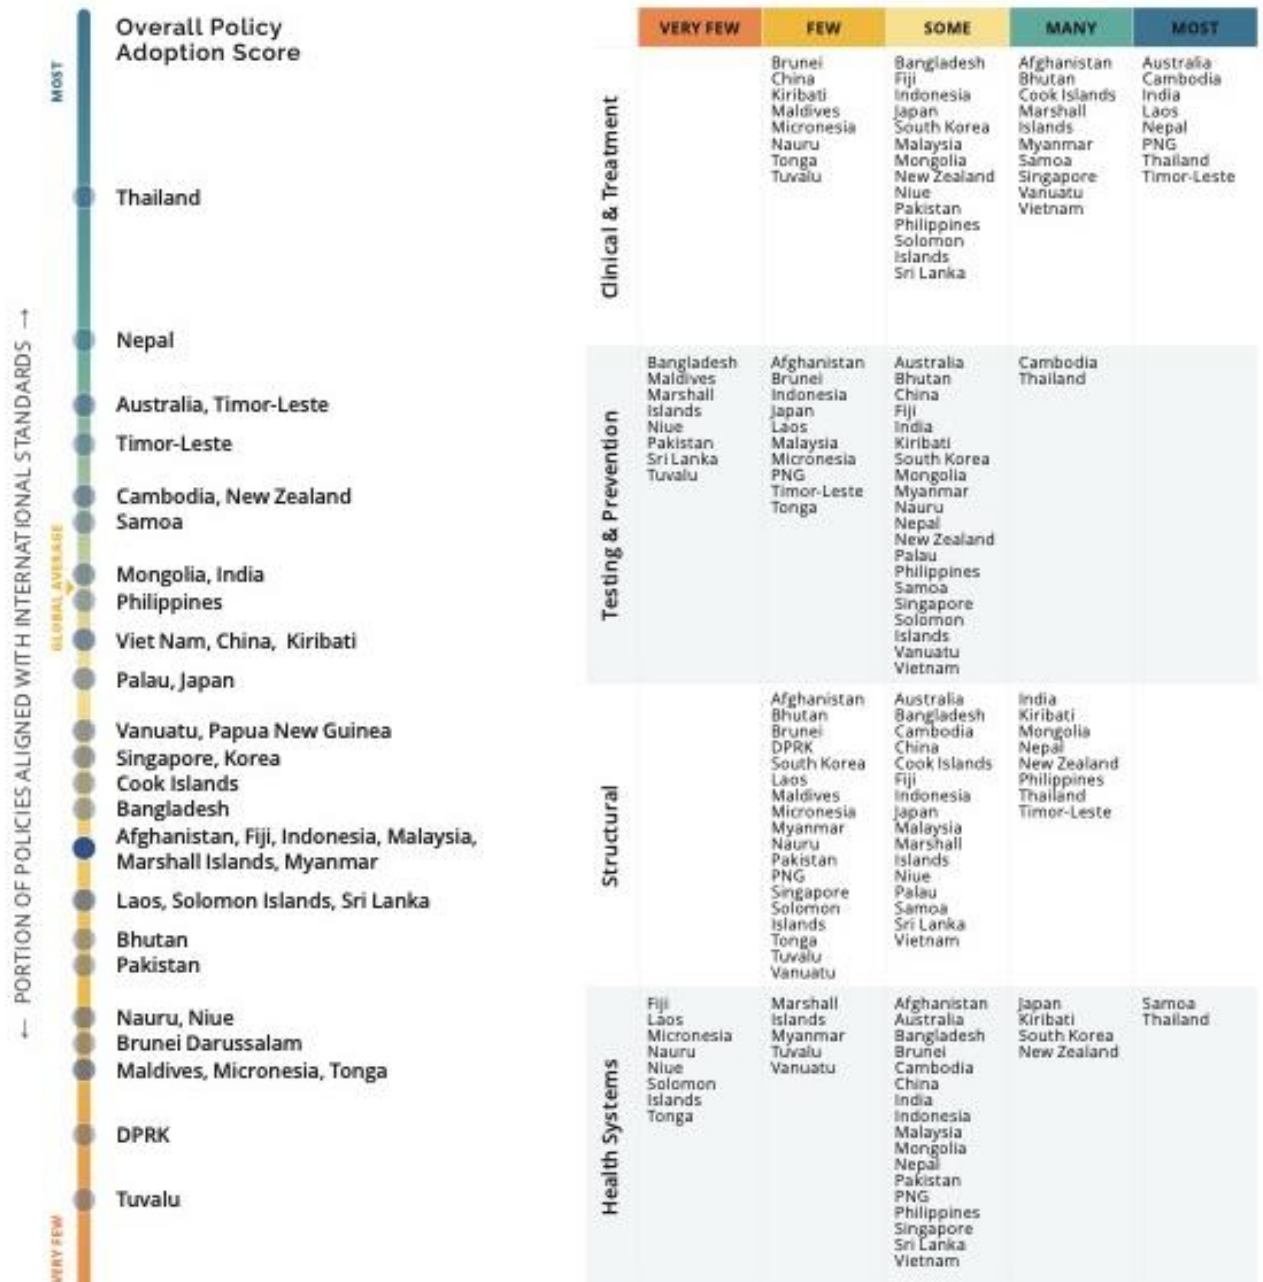 Overall Policy
Adoption Score
MOST
Thailand
Nepal
Australia, Timor-Leste
Timor-Leste
Cambodia, New Zealand
Samoa
GLOBAL AVERAGE
Mongolia, India
Philippines
Viet Nam, China, Kiribati
Palau, Japan
Vanuatu, Papua New Guinea
Singapore, Korea
Cook Islands
Bangladesh
Afghanistan, Fiji, Indonesia, Malaysia,
Marshall Islands, Myanmar
Laos, Solomon Islands, Sri Lanka
Bhutan
Pakistan
Nauru, Niue
Brunei Darussalam
Maldives, Micronesia, Tonga
DPRK
Tuvalu
VERY FEW
← PORTION OF POLICIES ALIGNED WITH INTERNATIONAL STANDARDS →
VERY FEW
FEW
SOME
MANY
MOST
Clinical & Treatment
Brunei
China
Kiribati
Maldives
Micronesia
Nauru
Tonga
Tuvalu
Bangladesh
Fiji
Indonesia
Japan
South Korea
Malaysia
Mongolia
New Zealand
Niue
Pakistan
Philippines
Solomon
Islands
Sri Lanka
Afghanistan
Bhutan
Cook Islands
Marshall
Islands
Myanmar
Samoa
Singapore
Vanuatu
Vietnam
Australia
Cambodia
India
Laos
Nepal
PNG
Thailand
Timor-Leste
Testing & Prevention
Bangladesh
Maldives
Marshall
Islands
Niue
Pakistan
Sri Lanka
Tuvalu
Afghanistan
Brunei
Indonesia
Japan
Laos
Malaysia
Micronesia
PNG
Timor-Leste
Tonga
Australia
Bhutan
China
Fiji
India
Kiribati
South Korea
Mongolia
Myanmar
Nauru
Nepal
New Zealand
Palau
Philippines
Samoa
Singapore
Solomon
Islands
Vanuatu
Vietnam
Cambodia
Thailand
Structural
Afghanistan
Bhutan
Brunei
DPRK
South Korea
Laos
Maldives
Micronesia
Myanmar
Nauru
Pakistan
PNG
Singapore
Solomon
Islands
Tonga
Tuvalu
Vanuatu
Australia
Bangladesh
Cambodia
China
Cook Islands
Fiji
Indonesia
Japan
Malaysia
Marshall
Islands
Niue
Palau
Samoa
Sri Lanka
Vietnam
India
Kiribati
Mongolia
Nepal
New Zealand
Philippines
Thailand
Timor-Leste
Health Systems
Fiji
Laos
Micronesia
Nauru
Niue
Solomon
Islands
Tonga
Marshall
Islands
Myanmar
Tuvalu
Vanuatu
Afghanistan
Australia
Bangladesh
Brunei
Cambodia
China
India
Indonesia
Malaysia
Mongolia
Nepal
Pakistan
PNG
Philippines
Singapore
Sri Lanka
Vietnam
Japan
Kiribati
South Korea
New Zealand
Samoa
Thailand